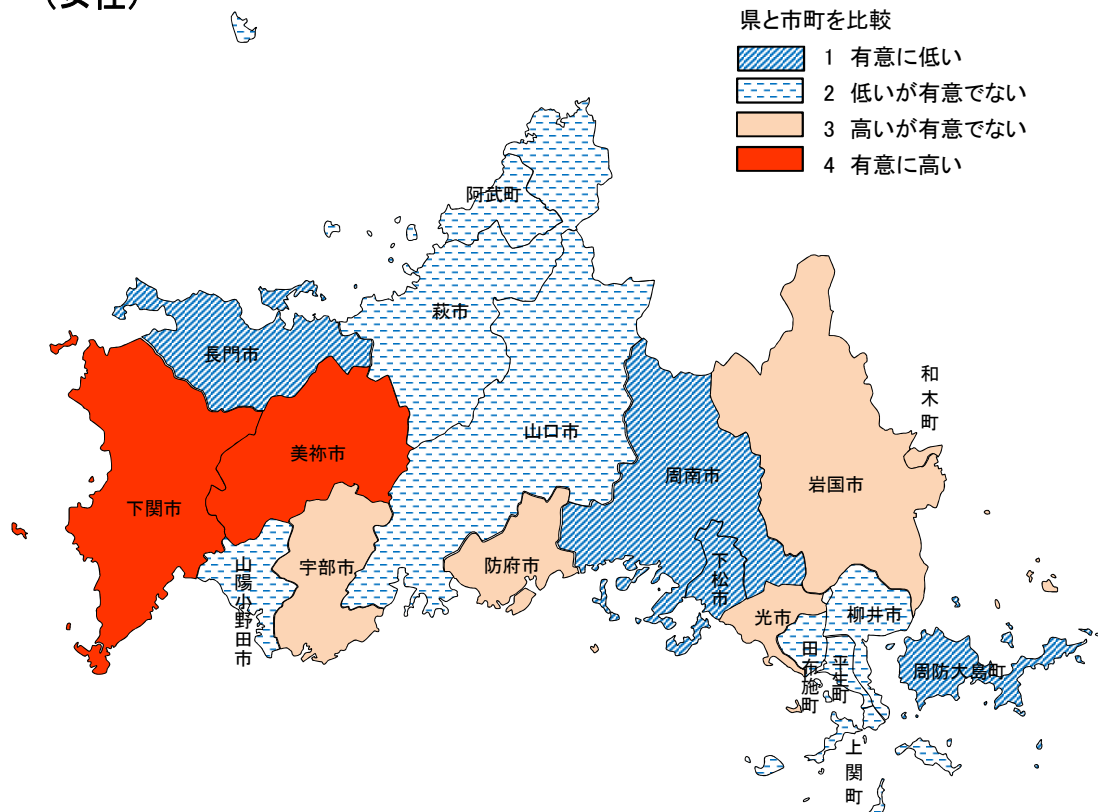 (女性)
県と市町を比較
1 有意に低い
2 低いが有意でない
3 高いが有意でない
4 有意に高い
阿武町
萩市
長門市
和木町
山口市
美祢市
周南市
岩国市
下関市
宇部市
防府市
下松市
山陽小野田市
光市
柳井市
田布施町
平生町
周防大島町
上関町